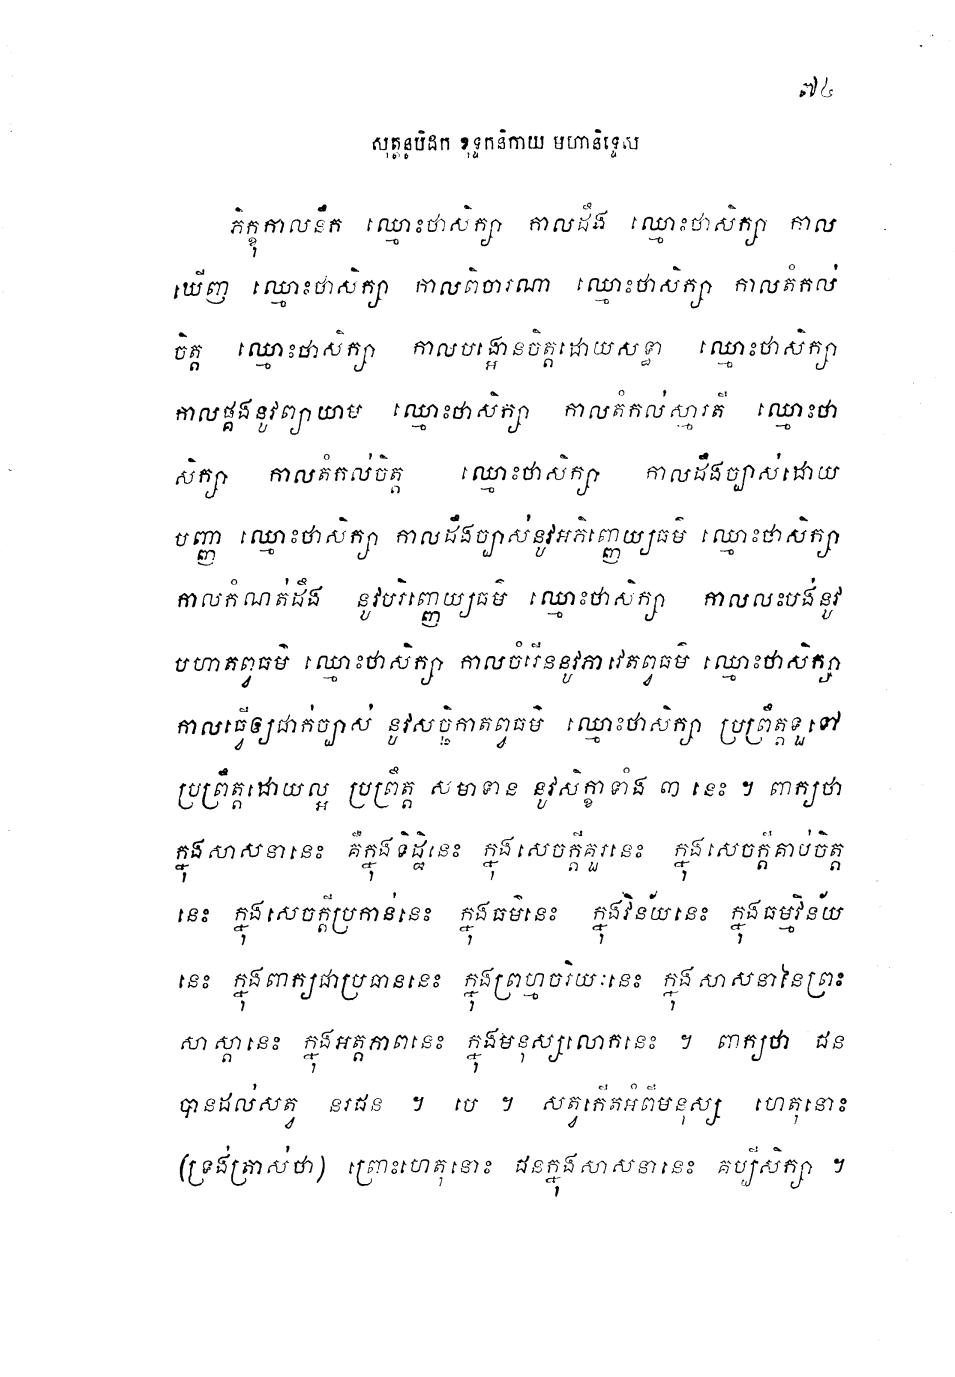 ៧៤
សុត្តន្តបិដក ខុទ្ទកនិកាយ មហានិទ្ទេស
ភិក្ខុកាលនឹក ឈ្មោះថាសិក្សា កាលដឹង ឈ្មោះថាសិក្សា កាល
ឃើញ ឈ្មោះថាសិក្សា កាលពិចារណា ឈ្មោះថាសិក្សា កាលតំកល់
ចិត្ត ឈ្មោះថាសិក្សា កាលបង្អោនចិត្តដោយសទ្ធា ឈ្មោះថាសិក្សា
កាលផ្គងនូវព្យាយាម ឈ្មោះថាសិក្សា កាលតំកល់ស្មារតី ឈ្មោះថា
សិក្សា កាលតំកល់ចិត្ត ឈ្មោះថាសិក្សា កាលដឹងច្បាស់ដោយ
បញ្ញា ឈ្មោះថាសិក្សា កាលដឹងច្បាស់នូវអភិញ្ញេយ្យធម៌ ឈ្មោះថាសិក្សា
កាលកំណត់ដឹង នូវបរិញ្ញេយ្យធម៌ ឈ្មោះថាសិក្សា កាលលះបង់នូវ
បហាតព្វធម៌ ឈ្មោះថាសិក្សា កាលចំរើននូវភាវេតព្វធម៌ ឈ្មោះថាសិក្សា
កាលធ្វើឲ្យជាក់ច្បាស់ នូវសច្ឆិកាតព្វធម៌ ឈ្មោះថាសិក្សា ប្រព្រឹត្តទួទៅ
ប្រព្រឹត្តដោយល្អ ប្រព្រឹត្ត សមាទាន នូវសិក្ខាទាំង ៣ នេះ ។ ពាក្យថា
ក្នុងសាសនានេះ គឺក្នុងទិដ្ឋិនេះ ក្នុងសេចក្តីគួរនេះ ក្នុងសេចក្តីគាប់ចិត្ត
នេះ ក្នុងសេចក្តីប្រកាន់នេះ ក្នុងធម៌នេះ ក្នុងវិន័យនេះ ក្នុងធម្មវិន័យ
នេះ ក្នុងពាក្យជាប្រធាននេះ ក្នុងព្រហ្មចរិយៈនេះ ក្នុងសាសនានៃព្រះ
សាស្តានេះ ក្នុងអត្តភាពនេះ ក្នុងមនុស្សលោកនេះ ។ ពាក្យថា ជន
បានដល់សត្វ នរជន ។ បេ ។ សត្វកើតអំពីមនុស្ស ហេតុនោះ
(ទ្រង់ត្រាស់ថា) ព្រោះហេតុនោះ ជនក្នុងសាសនានេះ គប្បីសិក្សា ។